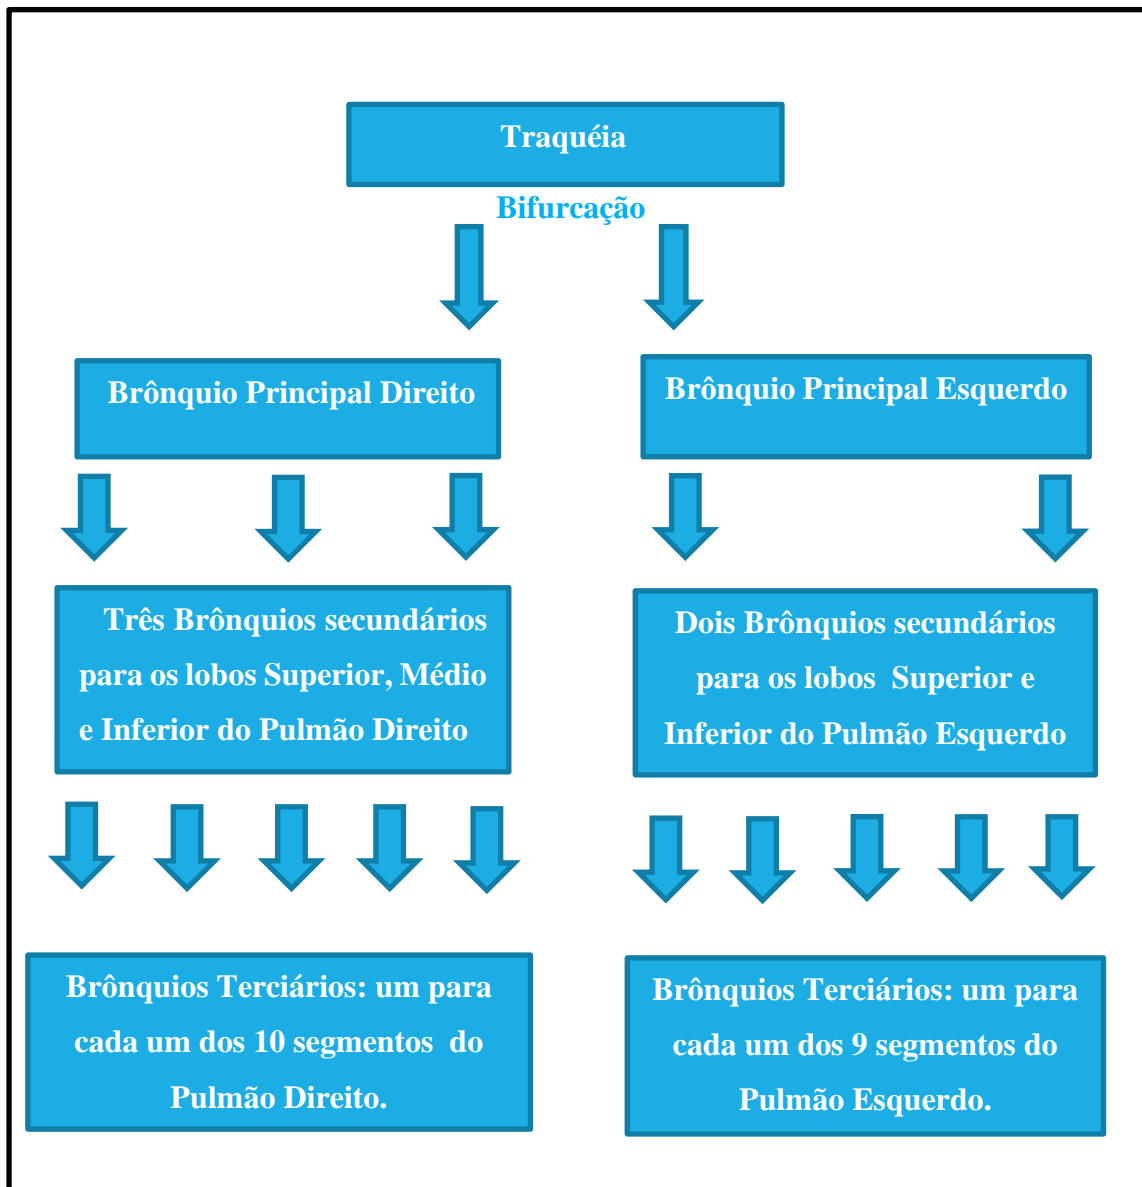 Traquéia
Bifurcação
Brônquio Principal Direito
Brônquio Principal Esquerdo
Três Brônquios secundários
para os lobos Superior, Médio
e Inferior do Pulmão Direito
Dois Brônquios secundários
para os lobos Superior e
Inferior do Pulmão Esquerdo
Brônquios Terciários: um para
cada um dos 10 segmentos do
Pulmão Direito.
Brônquios Terciários: um para
cada um dos 9 segmentos do
Pulmão Esquerdo.